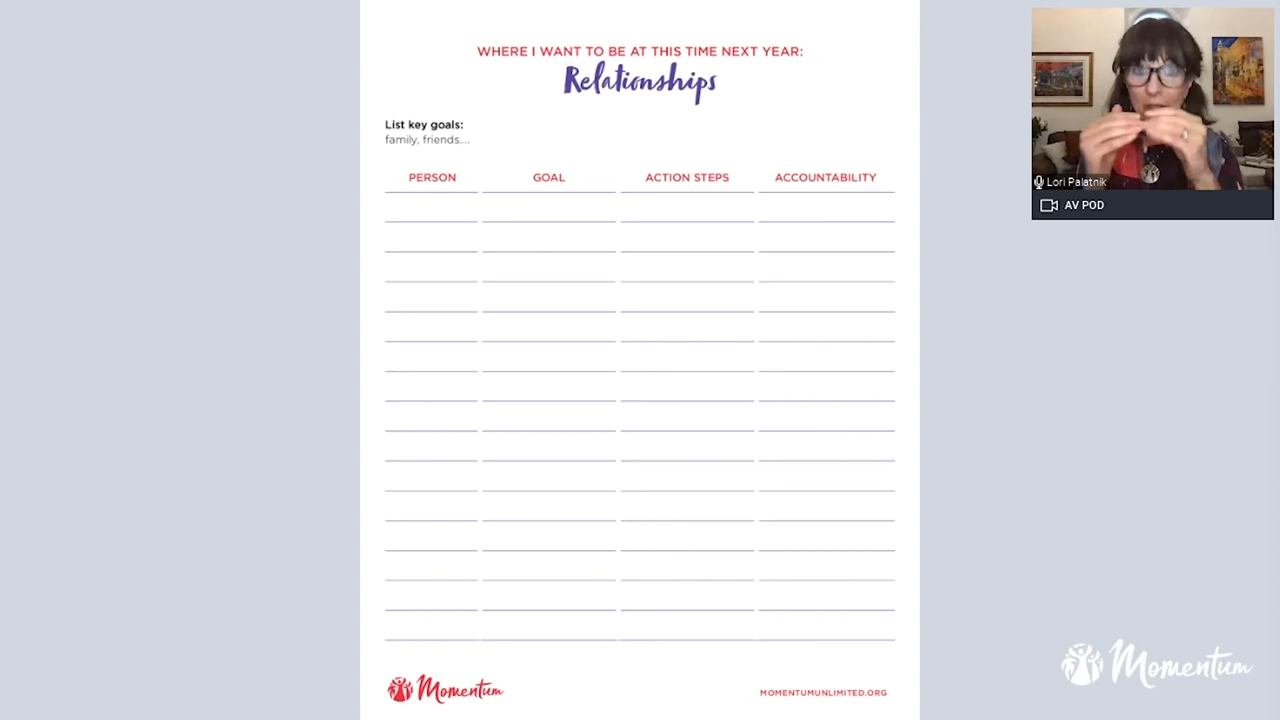 WHERE I WANT TO BE AT THIS TIME NEXT YEAR:
Relationships
List key goals:
family, friends....
PERSON GOAL ACTION STEPS ACCOUNTABILITY
Momentum
MOMENTUMUNLIMITED.ORG
Lori Palatnik
AV POD
Momentum